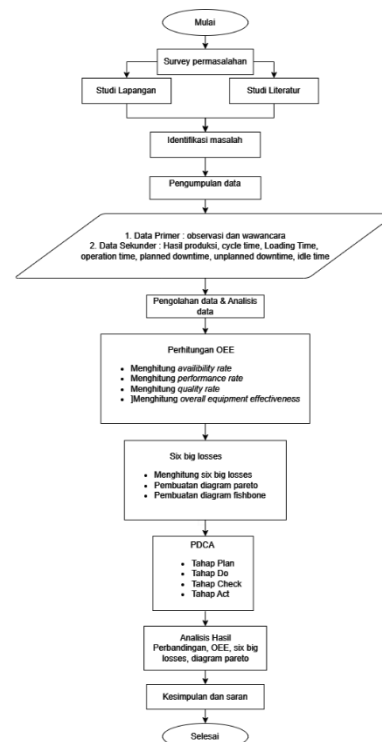 Mulai
Survey permasalahan
Studi Lapangan
Studi Literatur
Identifikasi masalah
Pengumpulan data
1. Data Primer : observasi dan wawancara
2. Data Sekunder : Hasil produksi, cycle time, Loading Time,
operation time, planned downtime, unplanned downtime, idle time
Pengolahan data & Analisis
data
Perhitungan OEE
• Menghitung availibility rate
• Menghitung performance rate
• Menghitung quality rate
• ]Menghitung overall equipment effectiveness
Six big losses
• Menghitung six big losses
• Pembuatan diagram pareto
• Pembuatan diagram fishbone
PDCA
• Tahap Plan
• Tahap Do
• Tahap Check
• Tahap Act
Analisis Hasil
Perbandingan, OEE, six big
losses, diagram pareto
Kesimpulan dan saran
Selesai